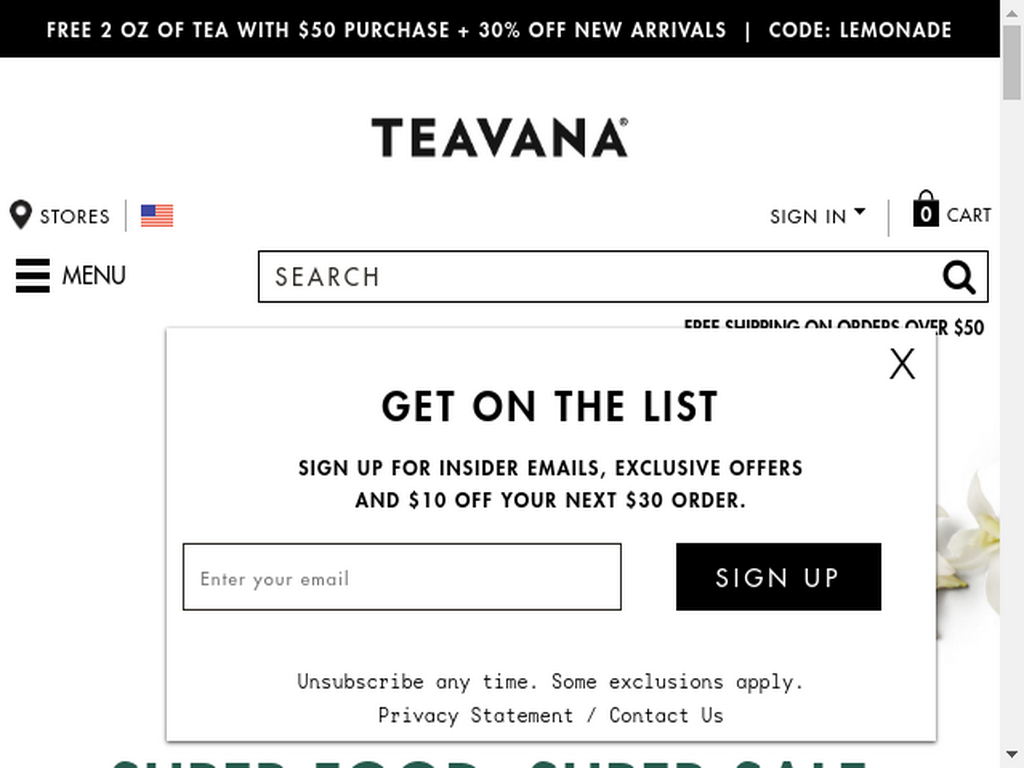 FREE 2 OZ OF TEA WITH $50 PURCHASE + 30% OFF NEW ARRIVALS | CODE: LEMONADE
TEAVANA®
STORES
SIGN IN
0 CART
MENU
SEARCH
FREE SHIPPING ON ORDERS OVER $50
X
GET ON THE LIST
SIGN UP FOR INSIDER EMAILS, EXCLUSIVE OFFERS
AND $10 OFF YOUR NEXT $30 ORDER.
Enter your email
SIGN UP
Unsubscribe any time. Some exclusions apply.
Privacy Statement / Contact Us